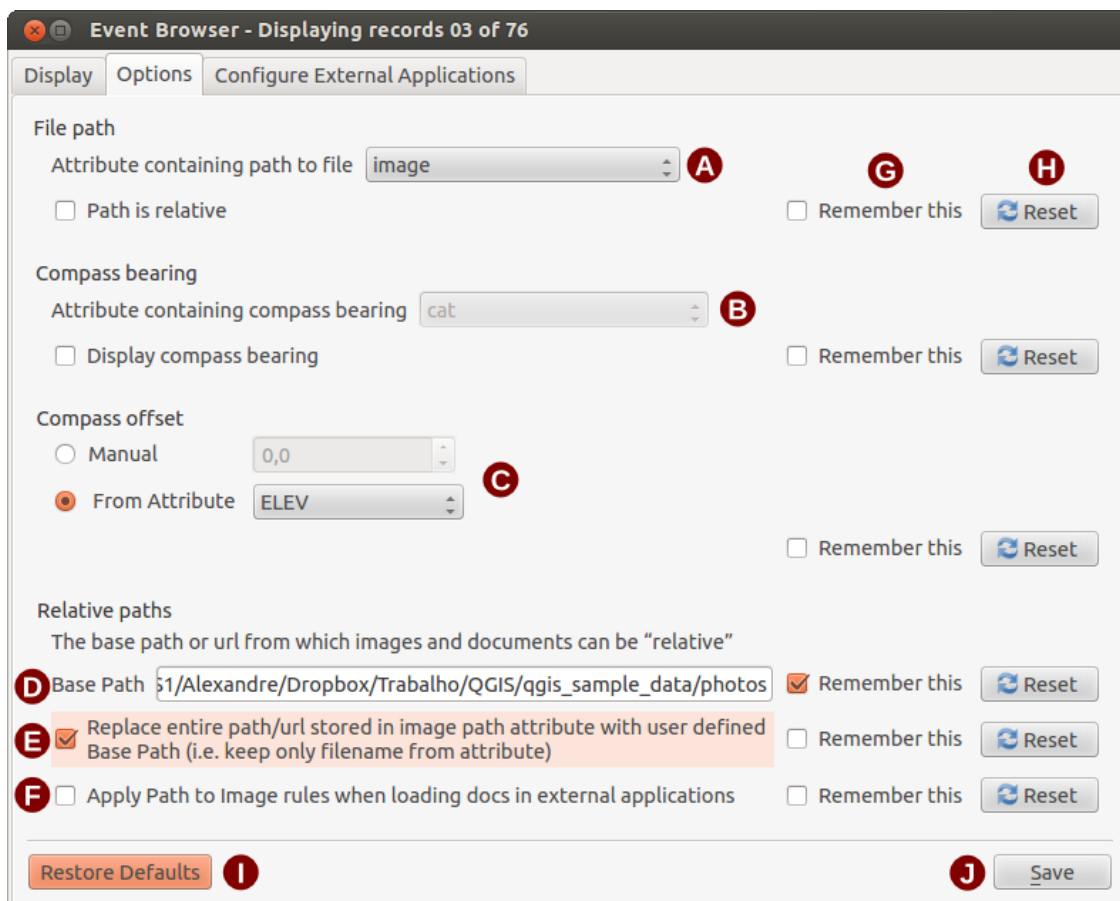 Event Browser - Displaying records 03 of 76
Display Options Configure External Applications
File path
Attribute containing path to file image A G H
Path is relative Remember this Reset
Compass bearing
Attribute containing compass bearing cat B
Display compass bearing Remember this Reset
Compass offset
Manual 0,0
C
From Attribute ELEV
Remember this Reset
Relative paths
The base path or url from which images and documents can be “relative”
D Base Path S1/Alexandre/Dropbox/Trabalho/QGIS/qgis_sample_data/photos Remember this Reset
E Replace entire path/url stored in image path attribute with user defined
Base Path (i.e. keep only filename from attribute) Remember this Reset
F Apply Path to Image rules when loading docs in external applications Remember this Reset
Restore Defaults I J Save